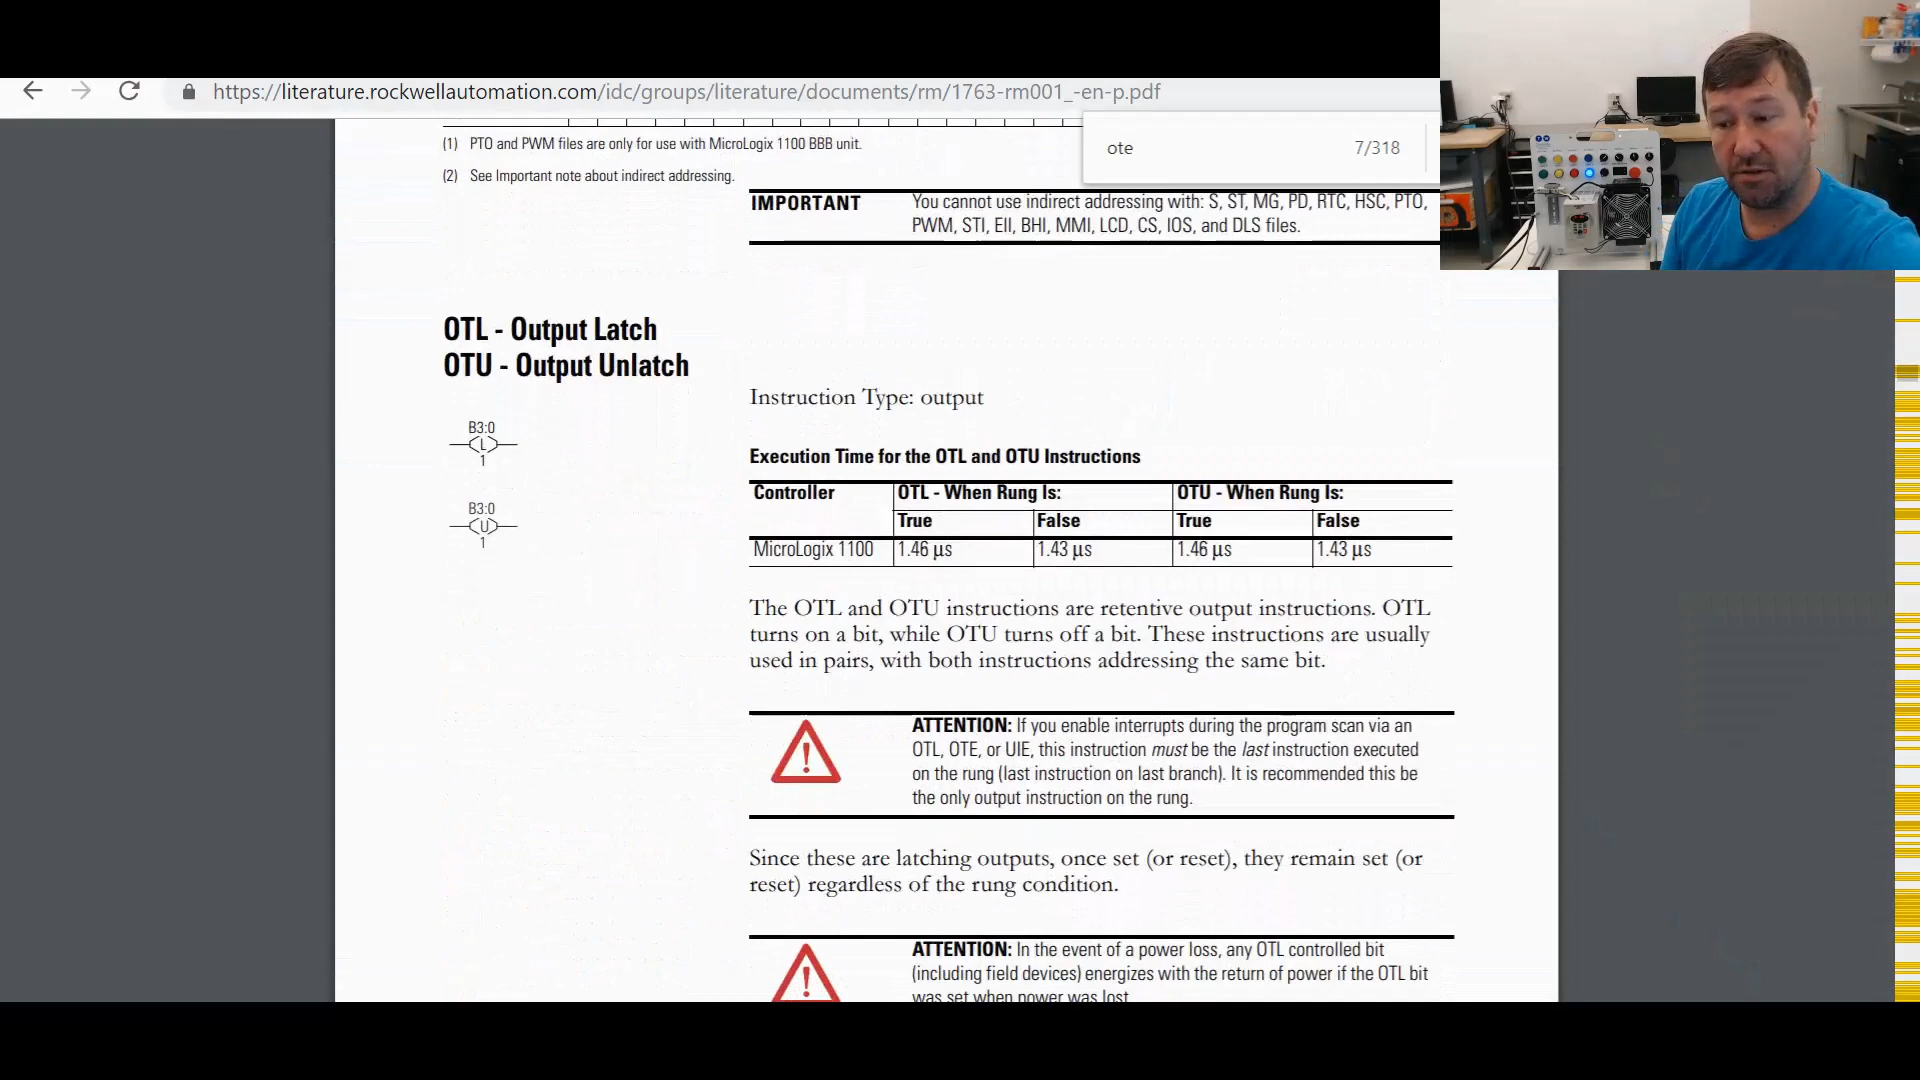 https://literature.rockwellautomation.com/idc/groups/literature/documents/rm/1763-rm001_-en-p.pdf
ote 7/318
(1) PTO and PWM files are only for use with MicroLogix 1100 BBB unit.
(2) See Important note about indirect addressing.
IMPORTANT You cannot use indirect addressing with: S, ST, MG, PD, RTC, HSC, PTO,
PWM, STI, EII, BHI, MMI, LCD, CS, IOS, and DLS files.
OTL - Output Latch
OTU - Output Unlatch
Instruction Type: output
B3:0
L
1
B3:0
U
1
Execution Time for the OTL and OTU Instructions
Controller OTL - When Rung Is: OTU - When Rung Is:
True False True False
MicroLogix 1100 1.46 µs 1.43 µs 1.46 µs 1.43 µs
The OTL and OTU instructions are retentive output instructions. OTL
turns on a bit, while OTU turns off a bit. These instructions are usually
used in pairs, with both instructions addressing the same bit.
ATTENTION: If you enable interrupts during the program scan via an
OTL, OTE, or UIE, this instruction must be the last instruction executed
on the rung (last instruction on last branch). It is recommended this be
the only output instruction on the rung.
Since these are latching outputs, once set (or reset), they remain set (or
reset) regardless of the rung condition.
ATTENTION: In the event of a power loss, any OTL controlled bit
(including field devices) energizes with the return of power if the OTL bit
was set when power was lost.